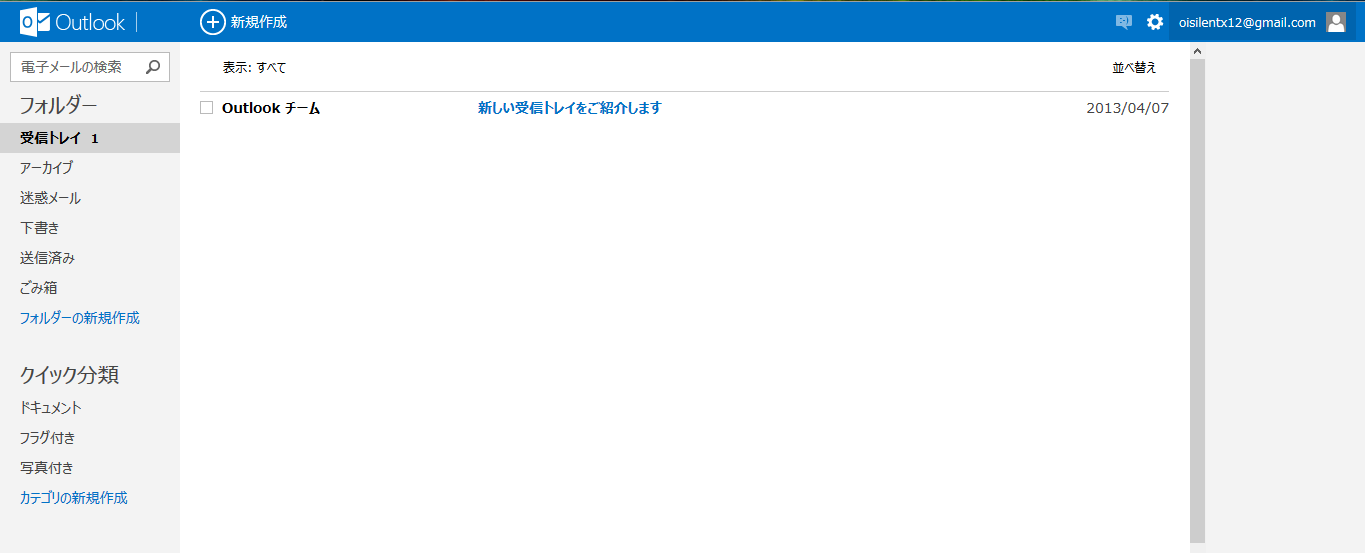 Outlook
新規作成
oisilentx12@gmail.com
電子メールの検索
フォルダー
受信トレイ 1
アーカイブ
迷惑メール
下書き
送信済み
ごみ箱
フォルダーの新規作成
クイック分類
ドキュメント
フラグ付き
写真付き
カテゴリの新規作成
表示: すべて
並べ替え
Outlook チーム 新しい受信トレイをご紹介します 2013/04/07